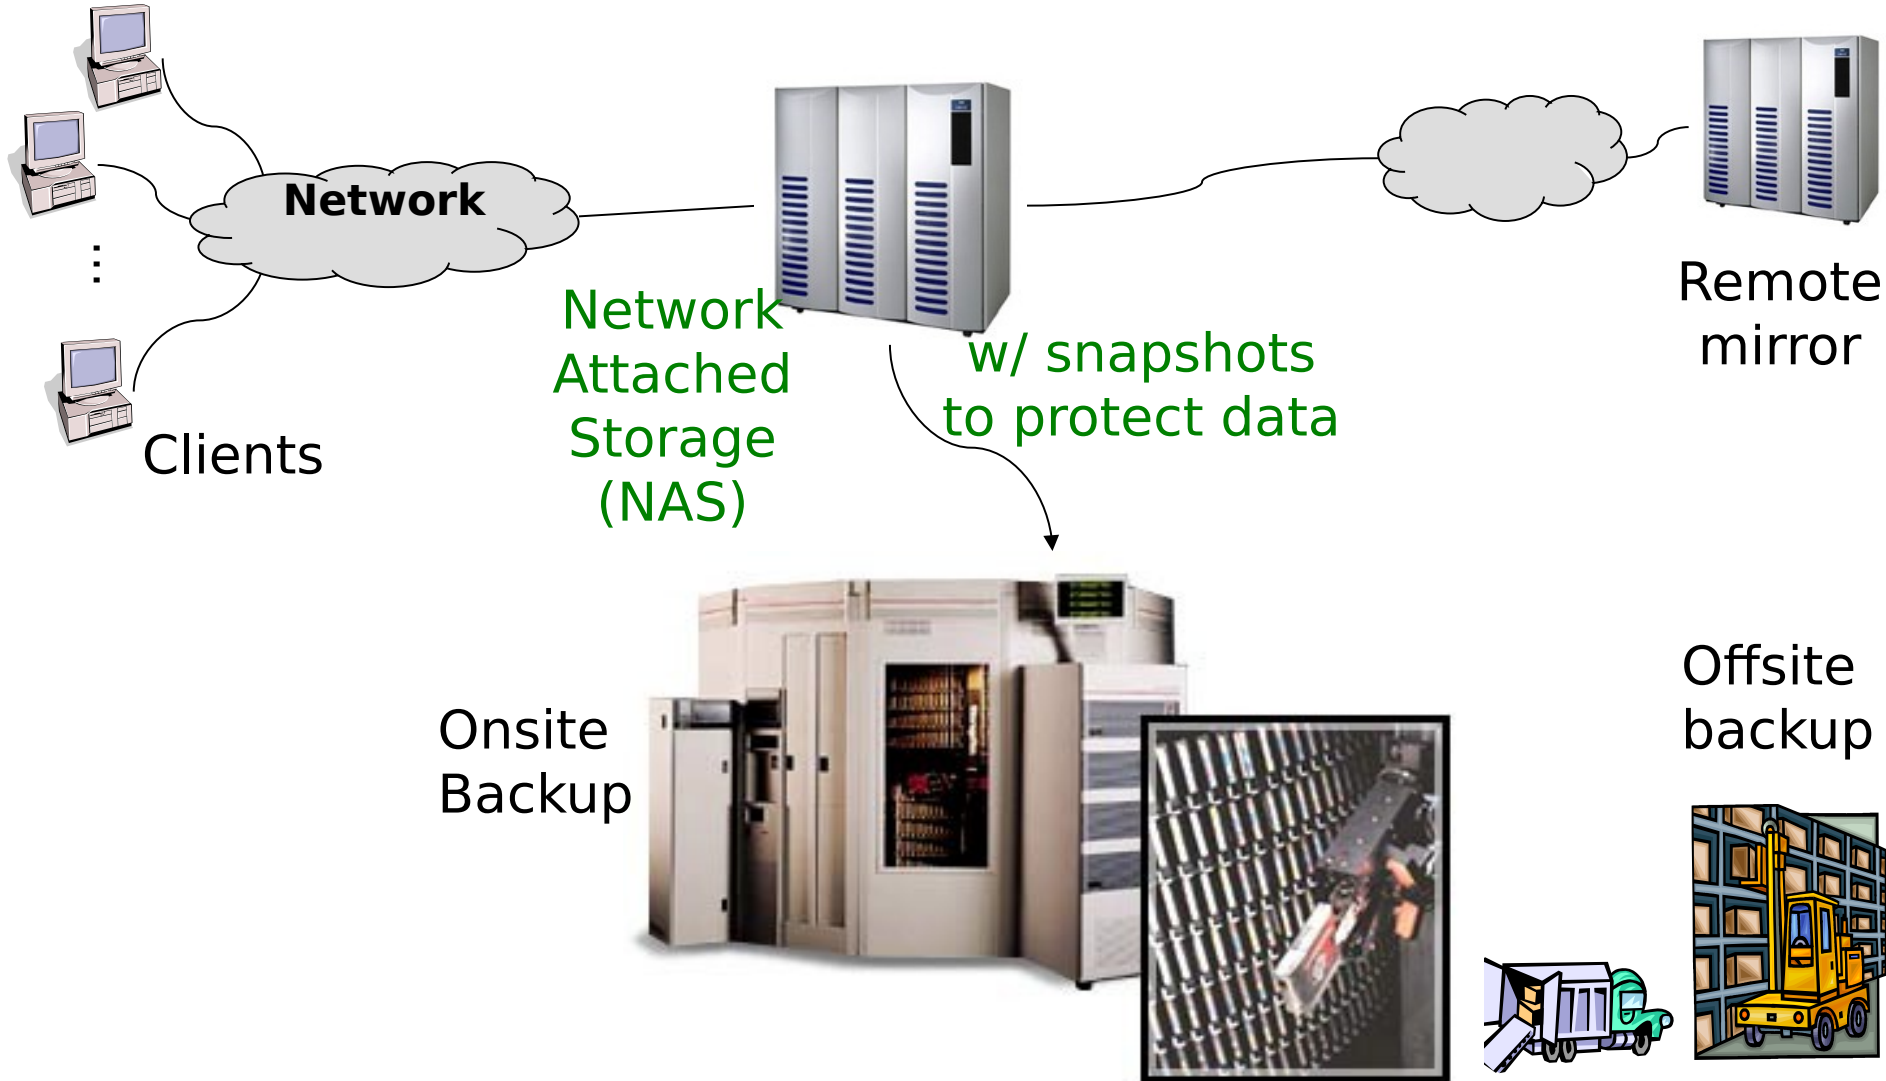 Network
⋮
Clients
Network
Attached
Storage
(NAS)
w/ snapshots
to protect data
Remote
mirror
Onsite
Backup
Offsite
backup